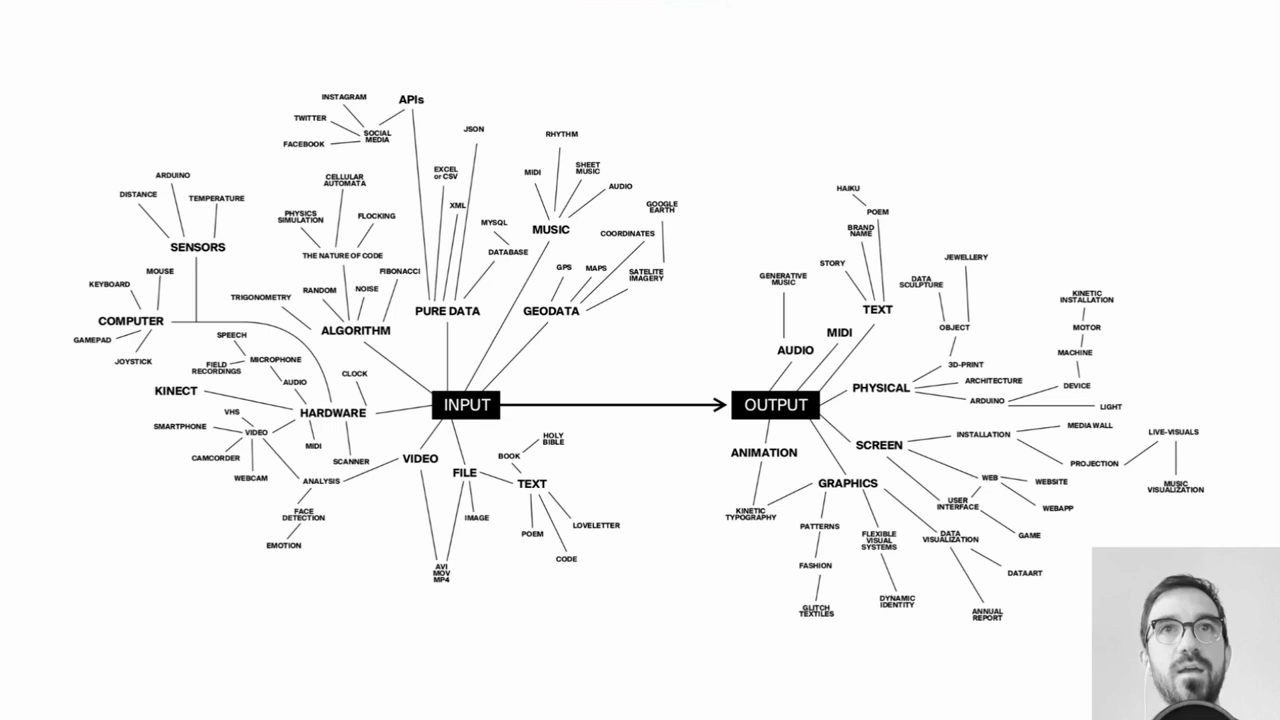 INSTAGRAM
APIs
TWITTER
SOCIAL
MEDIA
FACEBOOK
JSON
EXCEL
or CSV
XML
MYSQL
DATABASE
PURE DATA
CELLULAR
AUTOMATA
PHYSICS
SIMULATION
FLOCKING
THE NATURE OF CODE
FIBONACCI
RANDOM
NOISE
TRIGONOMETRY
ALGORITHM
RHYTHM
MIDI
SHEET
MUSIC
AUDIO
MUSIC
GOOGLE
EARTH
COORDINATES
GPS
MAPS
SATELITE
IMAGERY
GEODATA
ARDUINO
DISTANCE
TEMPERATURE
SENSORS
MOUSE
KEYBOARD
COMPUTER
GAMEPAD
JOYSTICK
SPEECH
FIELD
RECORDINGS
MICROPHONE
AUDIO
CLOCK
KINECT
HARDWARE
VHS
SMARTPHONE
VIDEO
CAMCORDER
WEBCAM
MIDI
SCANNER
ANALYSIS
FACE
DETECTION
EMOTION
INPUT
VIDEO
FILE
AVI
MOV
MP4
IMAGE
HOLY
BIBLE
BOOK
TEXT
POEM
LOVELETTER
CODE
OUTPUT
GENERATIVE
MUSIC
AUDIO
MIDI
HAIKU
POEM
BRAND
NAME
STORY
TEXT
JEWELLERY
DATA
SCULPTURE
OBJECT
3D-PRINT
PHYSICAL
ARCHITECTURE
ARDUINO
KINETIC
INSTALLATION
MOTOR
MACHINE
DEVICE
LIGHT
SCREEN
INSTALLATION
MEDIA WALL
LIVE-VISUALS
PROJECTION
MUSIC
VISUALIZATION
WEB
WEBSITE
WEBAPP
USER
INTERFACE
GAME
ANIMATION
GRAPHICS
KINETIC
TYPOGRAPHY
PATTERNS
FASHION
GLITCH
TEXTILES
FLEXIBLE
VISUAL
SYSTEMS
DYNAMIC
IDENTITY
DATA
VISUALIZATION
DATAART
ANNUAL
REPORT